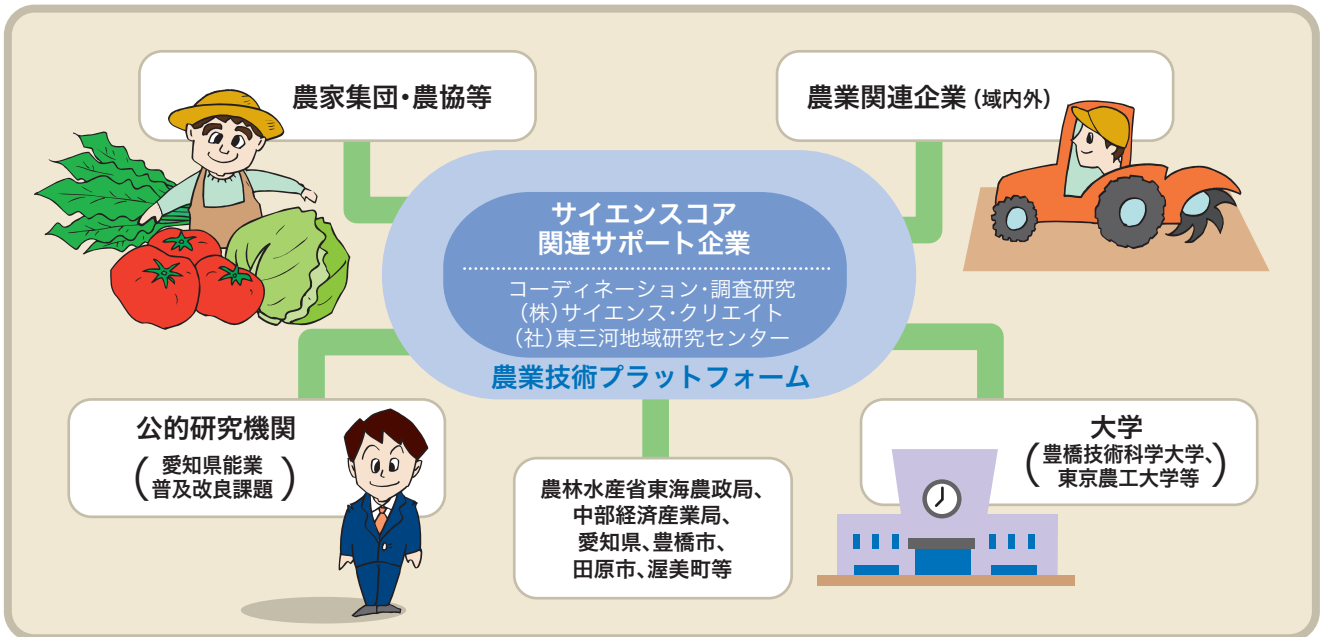 農家集団・農協等
農業関連企業（域内外）
サイエンスコア
関連サポート企業
コーディネーション・調査研究
（株）サイエンス・クリエイト
（社）東三河地域研究センター
農業技術プラットフォーム
公的研究機関
（愛知県能業
普及改良課題）
農林水産省東海農政局、
中部経済産業局、
愛知県、豊橋市、
田原市、渥美町等
大学
（豊橋技術科学大学、
東京農工大学等）